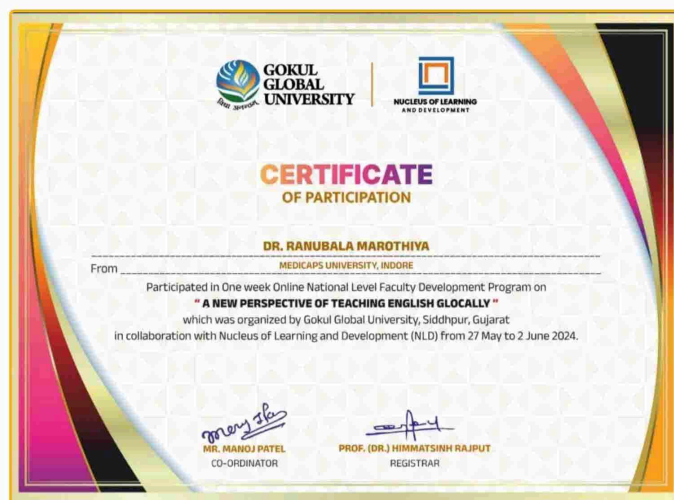 GOKUL
GLOBAL
UNIVERSITY
विद्या अमृतम्
NUCLEUS OF LEARNING
AND DEVELOPMENT
CERTIFICATE
OF PARTICIPATION
DR. RANUBALA MAROTHIYA
From MEDICAPS UNIVERSITY, INDORE
Participated in One week Online National Level Faculty Development Program on
“ A NEW PERSPECTIVE OF TEACHING ENGLISH GLOCALLY ”
which was organized by Gokul Global University, Siddhpur, Gujarat
in collaboration with Nucleus of Learning and Development (NLD) from 27 May to 2 June 2024.
MR. MANOJ PATEL
CO-ORDINATOR
PROF. (DR.) HIMMATSINH RAJPUT
REGISTRAR